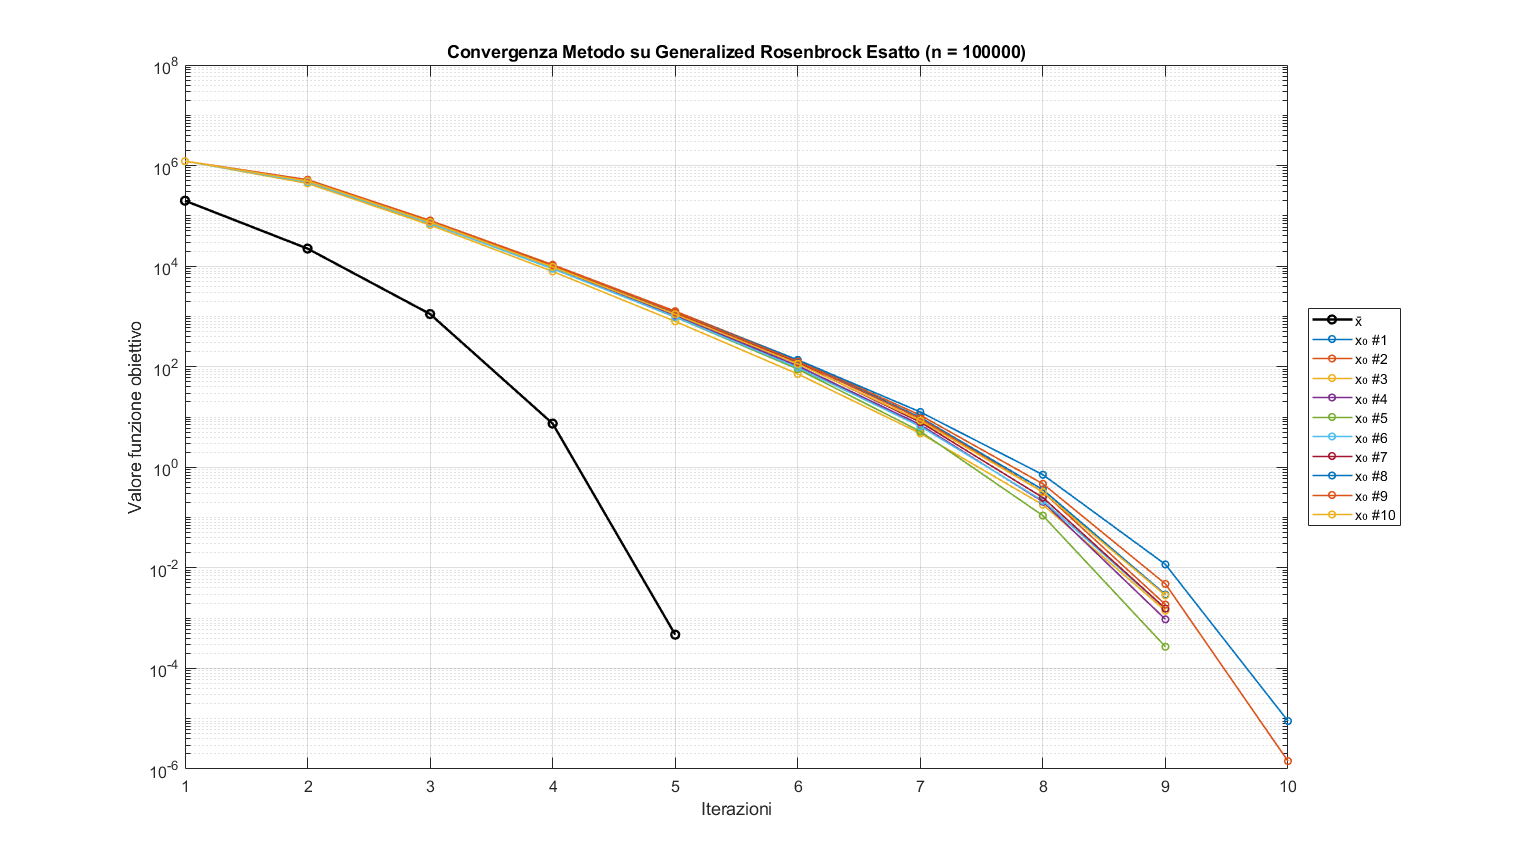 Convergenza Metodo su Generalized Rosenbrock Esatto (n = 100000)
10⁸
10⁶
10⁴
10²
10⁰
10⁻²
10⁻⁴
10⁻⁶
Valore funzione obiettivo
1 2 3 4 5 6 7 8 9 10
Iterazioni
x̄
x₀ #1
x₀ #2
x₀ #3
x₀ #4
x₀ #5
x₀ #6
x₀ #7
x₀ #8
x₀ #9
x₀ #10